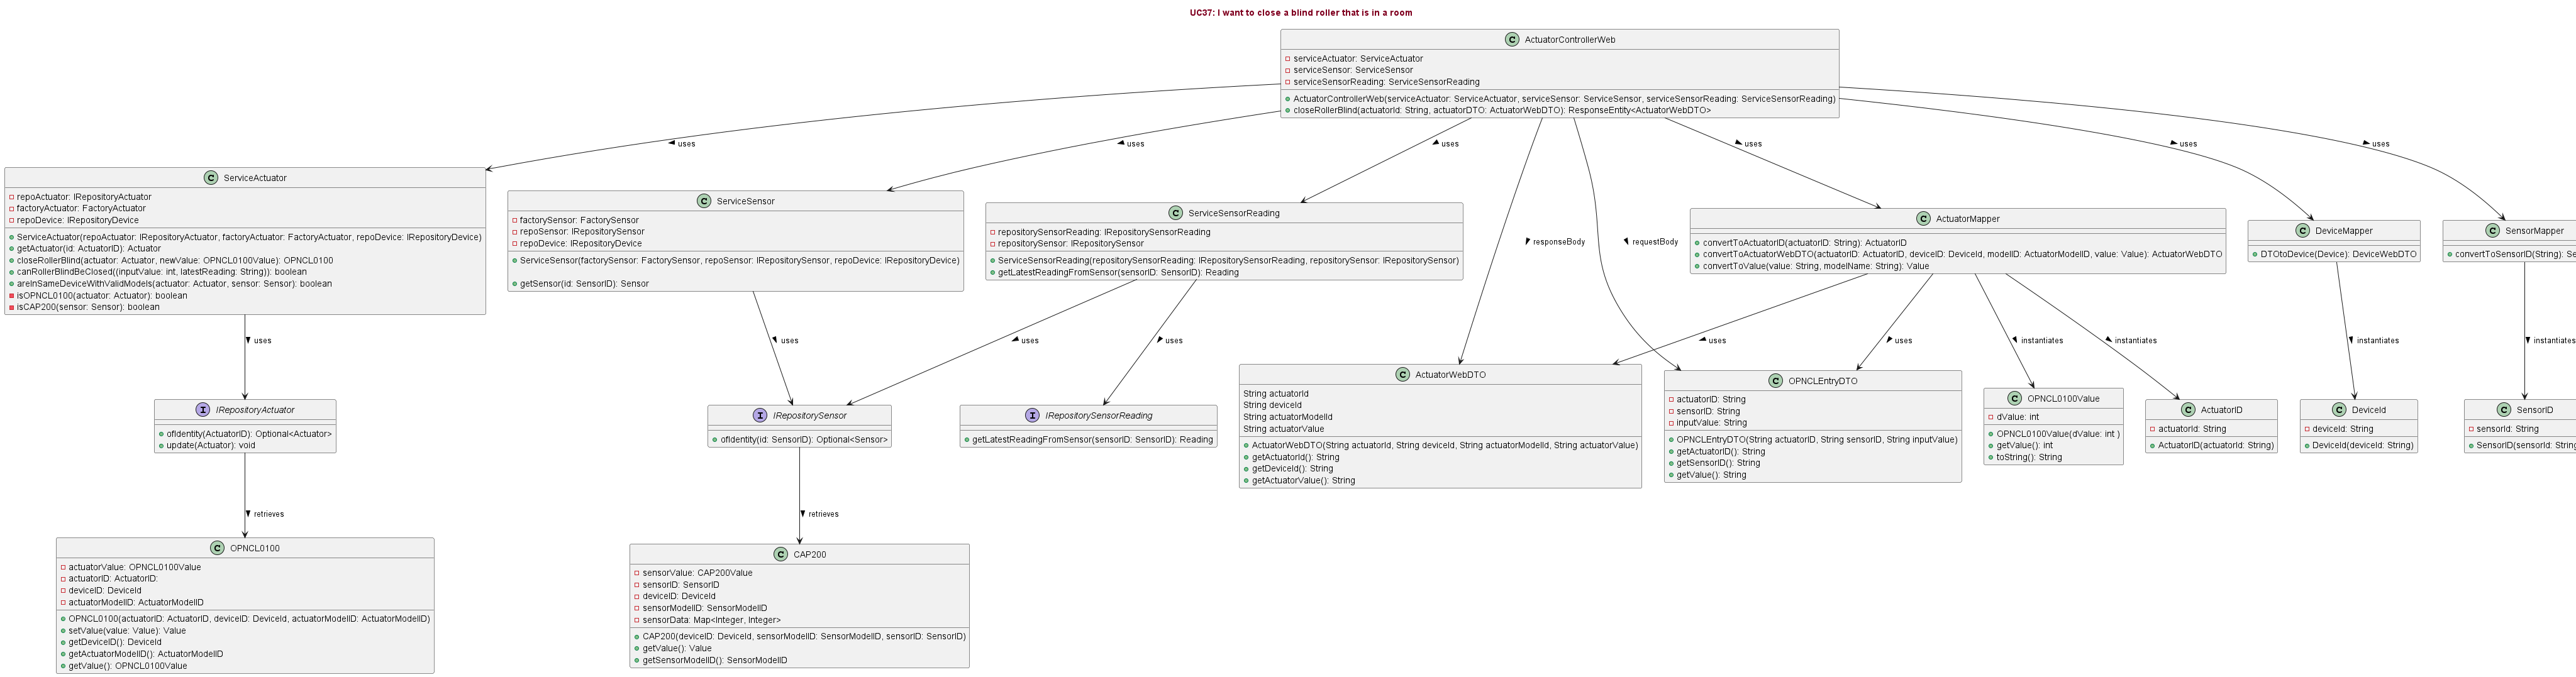 UC37: I want to close a blind roller that is in a room
C ActuatorControllerWeb
serviceActuator: ServiceActuator
serviceSensor: ServiceSensor
serviceSensorReading: ServiceSensorReading
ActuatorControllerWeb(serviceActuator: ServiceActuator, serviceSensor: ServiceSensor, serviceSensorReading: ServiceSensorReading)
closeRollerBlind(actuatorId: String, actuatorDTO: ActuatorWebDTO): ResponseEntity<ActuatorWebDTO>
uses
uses
uses
uses
uses
uses
C ServiceActuator
repoActuator: IRepositoryActuator
factoryActuator: FactoryActuator
repoDevice: IRepositoryDevice
ServiceActuator(repoActuator: IRepositoryActuator, factoryActuator: FactoryActuator, repoDevice: IRepositoryDevice)
getActuator(id: ActuatorID): Actuator
closeRollerBlind(actuator: Actuator, newValue: OPNCL0100Value): OPNCL0100
canRollerBlindBeClosed((inputValue: int, latestReading: String)): boolean
areInSameDeviceWithValidModels(actuator: Actuator, sensor: Sensor): boolean
isOPNCL0100(actuator: Actuator): boolean
isCAP200(sensor: Sensor): boolean
C ServiceSensor
factorySensor: FactorySensor
repoSensor: IRepositorySensor
repoDevice: IRepositoryDevice
ServiceSensor(factorySensor: FactorySensor, repoSensor: IRepositorySensor, repoDevice: IRepositoryDevice)
getSensor(id: SensorID): Sensor
C ServiceSensorReading
repositorySensorReading: IRepositorySensorReading
repositorySensor: IRepositorySensor
ServiceSensorReading(repositorySensorReading: IRepositorySensorReading, repositorySensor: IRepositorySensor)
getLatestReadingFromSensor(sensorID: SensorID): Reading
responseBody
requestBody
C ActuatorMapper
convertToActuatorID(actuatorID: String): ActuatorID
convertToActuatorWebDTO(actuatorID: ActuatorID, deviceID: DeviceId, modelID: ActuatorModelID, value: Value): ActuatorWebDTO
convertToValue(value: String, modelName: String): Value
C DeviceMapper
DTOtoDevice(Device): DeviceWebDTO
C SensorMapper
convertToSensorID(String): Se
uses
uses
uses
uses
uses
uses
instantiates
instantiates
instantiates
instantiates
I IRepositoryActuator
ofIdentity(ActuatorID): Optional<Actuator>
update(Actuator): void
I IRepositorySensor
ofIdentity(id: SensorID): Optional<Sensor>
I IRepositorySensorReading
getLatestReadingFromSensor(sensorID: SensorID): Reading
C ActuatorWebDTO
String actuatorId
String deviceId
String actuatorModelId
String actuatorValue
ActuatorWebDTO(String actuatorId, String deviceId, String actuatorModelId, String actuatorValue)
getActuatorId(): String
getDeviceId(): String
getActuatorValue(): String
C OPNCLEntryDTO
actuatorID: String
sensorID: String
inputValue: String
OPNCLEntryDTO(String actuatorID, String sensorID, String inputValue)
getActuatorID(): String
getSensorID(): String
getValue(): String
C OPNCL0100Value
dValue: int
OPNCL0100Value(dValue: int )
getValue(): int
toString(): String
C ActuatorID
actuatorId: String
ActuatorID(actuatorId: String)
C DeviceId
deviceId: String
DeviceId(deviceId: String)
C SensorID
sensorId: String
SensorID(sensorId: String
retrieves
retrieves
C OPNCL0100
actuatorValue: OPNCL0100Value
actuatorID: ActuatorID:
deviceID: DeviceId
actuatorModelID: ActuatorModelID
OPNCL0100(actuatorID: ActuatorID, deviceID: DeviceId, actuatorModelID: ActuatorModelID)
setValue(value: Value): Value
getDeviceID(): DeviceId
getActuatorModelID(): ActuatorModelID
getValue(): OPNCL0100Value
C CAP200
sensorValue: CAP200Value
sensorID: SensorID
deviceID: DeviceId
sensorModelID: SensorModelID
sensorData: Map<Integer, Integer>
CAP200(deviceID: DeviceId, sensorModelID: SensorModelID, sensorID: SensorID)
getValue(): Value
getSensorModelID(): SensorModelID